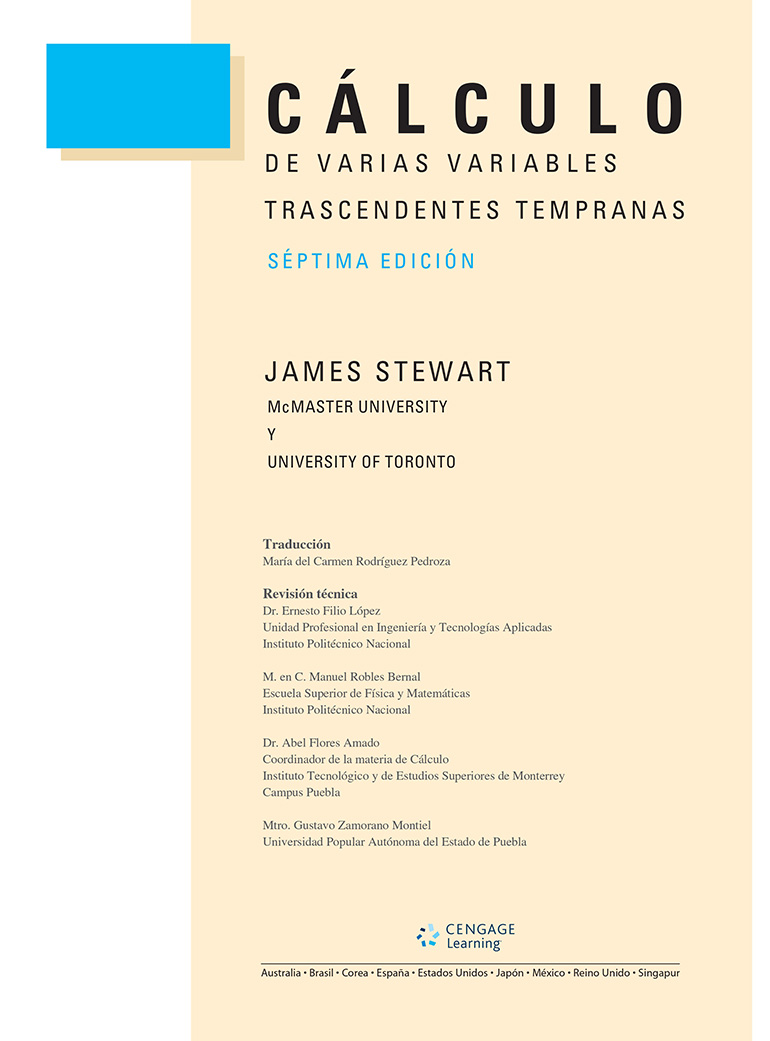 CÁLCULO
DE VARIAS VARIABLES
TRASCENDENTES TEMPRANAS
SÉPTIMA EDICIÓN
JAMES STEWART
McMASTER UNIVERSITY
Y
UNIVERSITY OF TORONTO
Traducción
María del Carmen Rodríguez Pedroza
Revisión técnica
Dr. Ernesto Filio López
Unidad Profesional en Ingeniería y Tecnologías Aplicadas
Instituto Politécnico Nacional
M. en C. Manuel Robles Bernal
Escuela Superior de Física y Matemáticas
Instituto Politécnico Nacional
Dr. Abel Flores Amado
Coordinador de la materia de Cálculo
Instituto Tecnológico y de Estudios Superiores de Monterrey
Campus Puebla
Mtro. Gustavo Zamorano Montiel
Universidad Popular Autónoma del Estado de Puebla
CENGAGE
Learning
Australia • Brasil • Corea • España • Estados Unidos • Japón • México • Reino Unido • Singapur